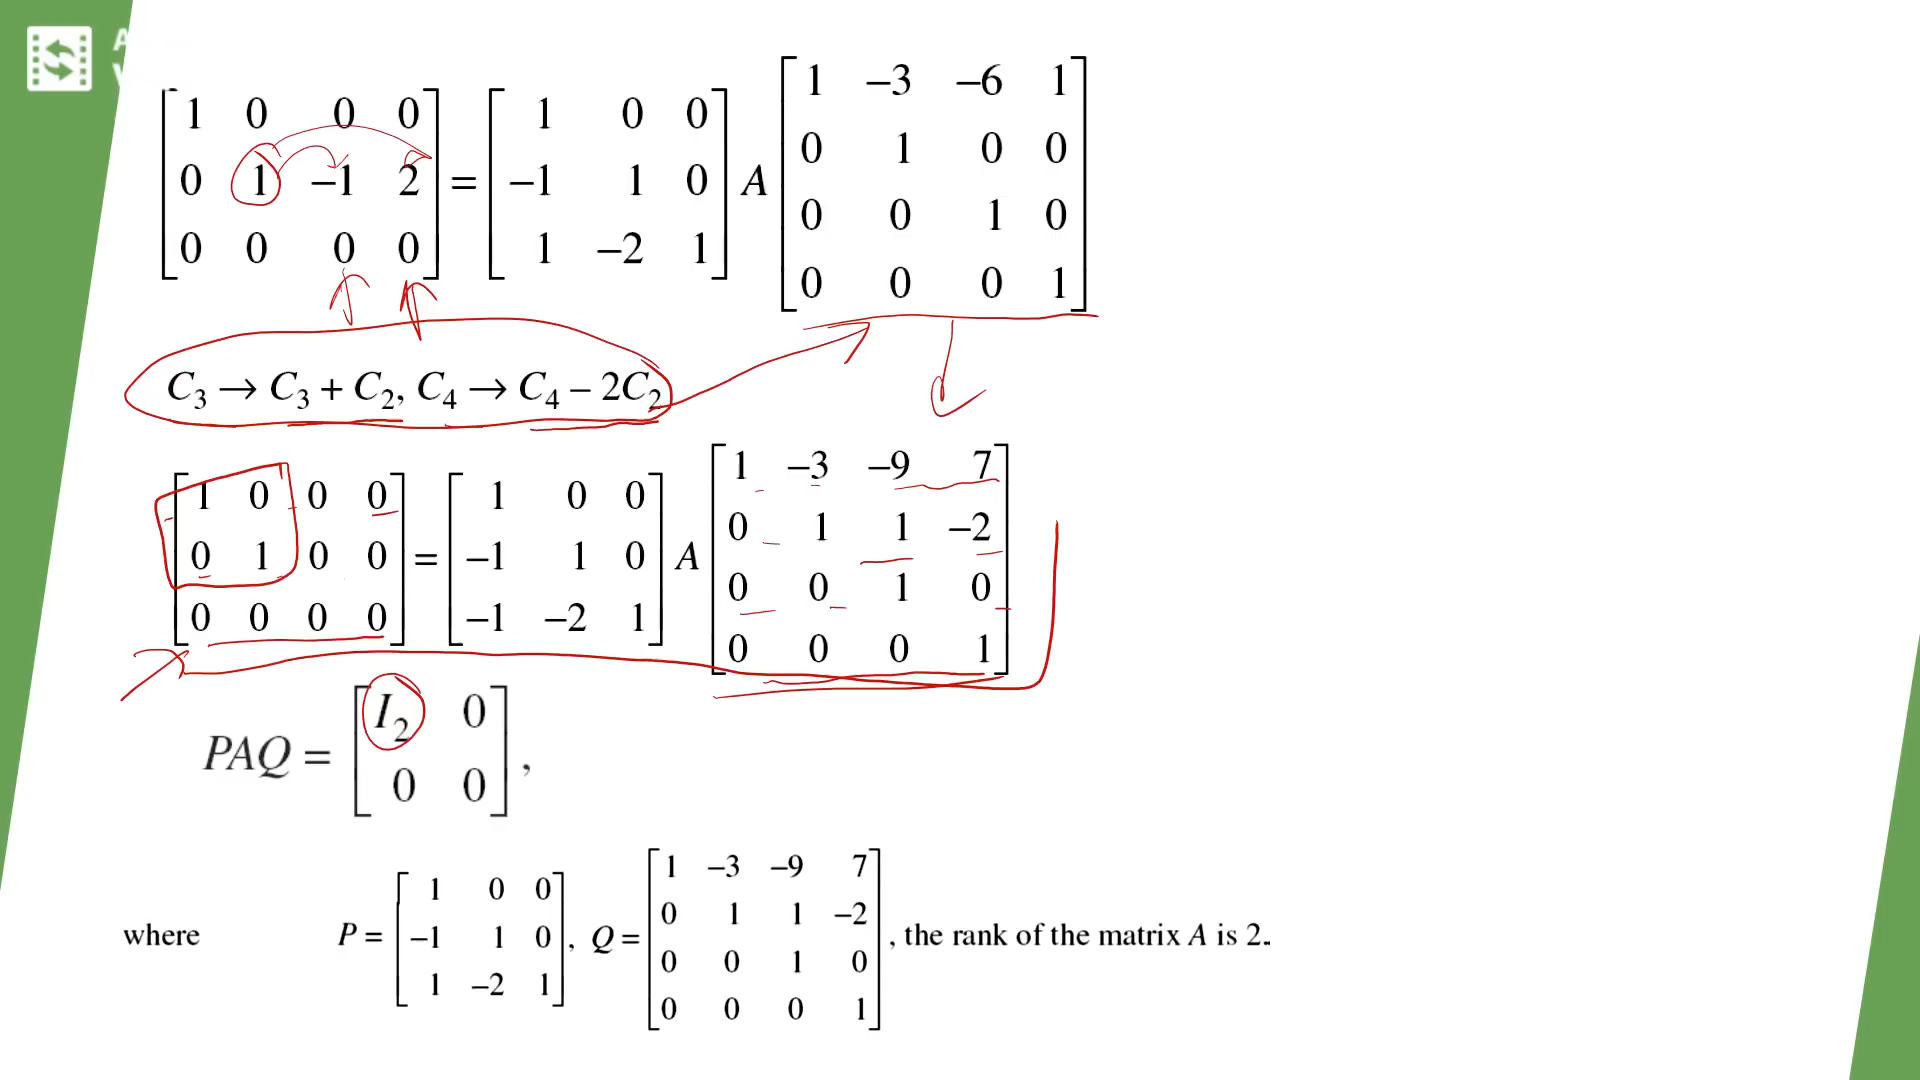 A
V
[1 0 0 0; 0 1 –1 2; 0 0 0 0] = [1 0 0; –1 1 0; 1 –2 1] A [1 –3 –6 1; 0 1 0 0; 0 0 1 0; 0 0 0 1]
C₃ → C₃ + C₂, C₄ → C₄ – 2C₂
[1 0 0 0; 0 1 0 0; 0 0 0 0] = [1 0 0; –1 1 0; –1 –2 1] A [1 –3 –9 7; 0 1 1 –2; 0 0 1 0; 0 0 0 1]
PAQ = [I₂ 0; 0 0],
where P = [1 0 0; –1 1 0; 1 –2 1], Q = [1 –3 –9 7; 0 1 1 –2; 0 0 1 0; 0 0 0 1], the rank of the matrix A is 2.